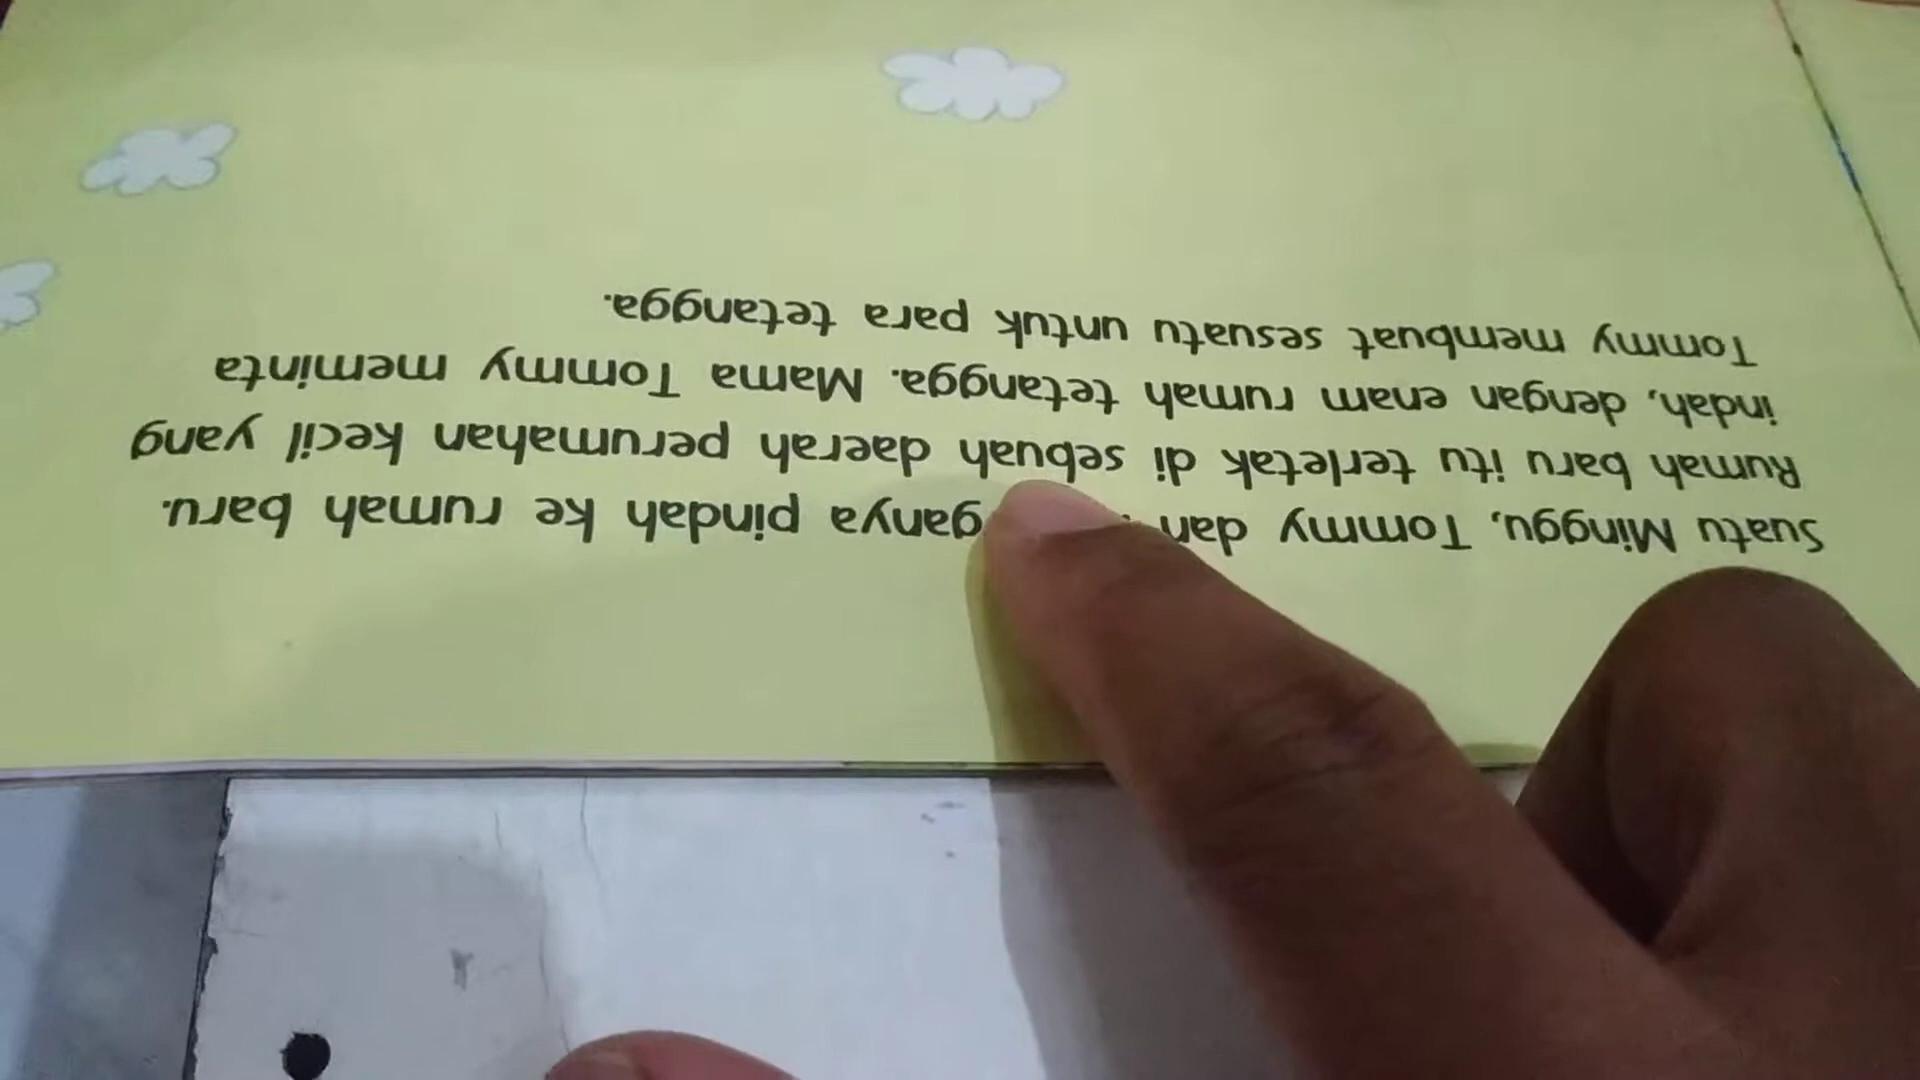 Suatu Minggu, Tommy dan ganya pindah ke rumah baru.
Rumah baru itu terletak di sebuah daerah perumahan kecil yang
indah, dengan enam rumah tetangga. Mama Tommy meminta
Tommy membuat sesuatu untuk para tetangga.